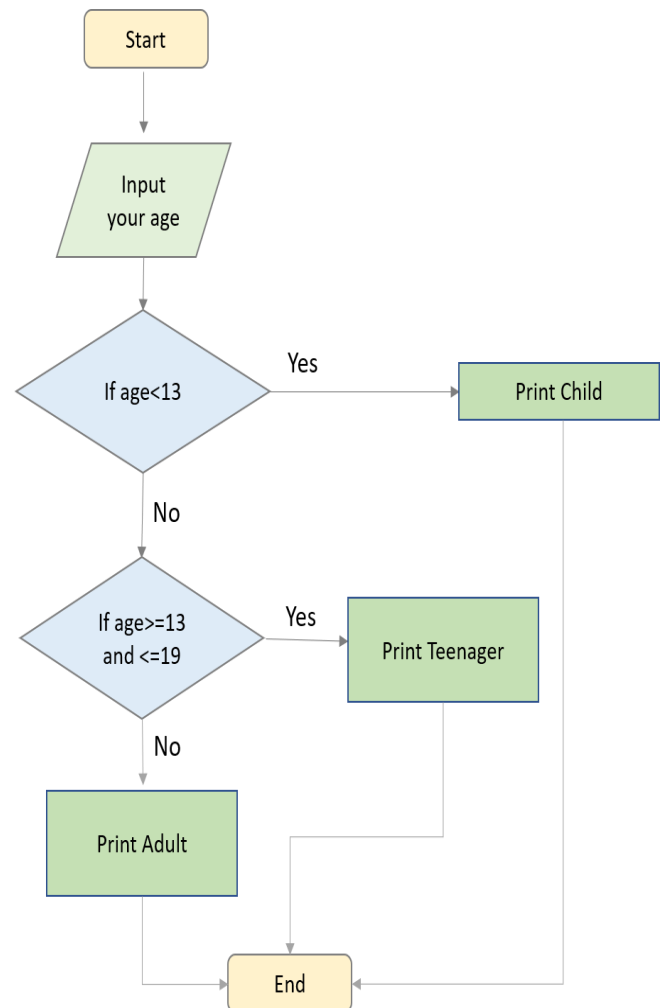 Start
Input
your age
If age<13
Yes
Print Child
No
If age>=13
and <=19
Yes
Print Teenager
No
Print Adult
End